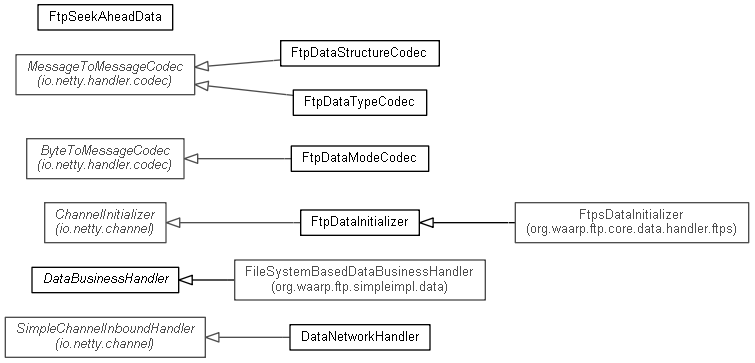 FtpSeekAheadData
MessageToMessageCodec
(io.netty.handler.codec)
FtpDataStructureCodec
FtpDataTypeCodec
ByteToMessageCodec
(io.netty.handler.codec)
FtpDataModeCodec
ChannelInitializer
(io.netty.channel)
FtpDataInitializer
FtpsDataInitializer
(org.waarp.ftp.core.data.handler.ftps)
DataBusinessHandler
FileSystemBasedDataBusinessHandler
(org.waarp.ftp.simpleimpl.data)
SimpleChannelInboundHandler
(io.netty.channel)
DataNetworkHandler